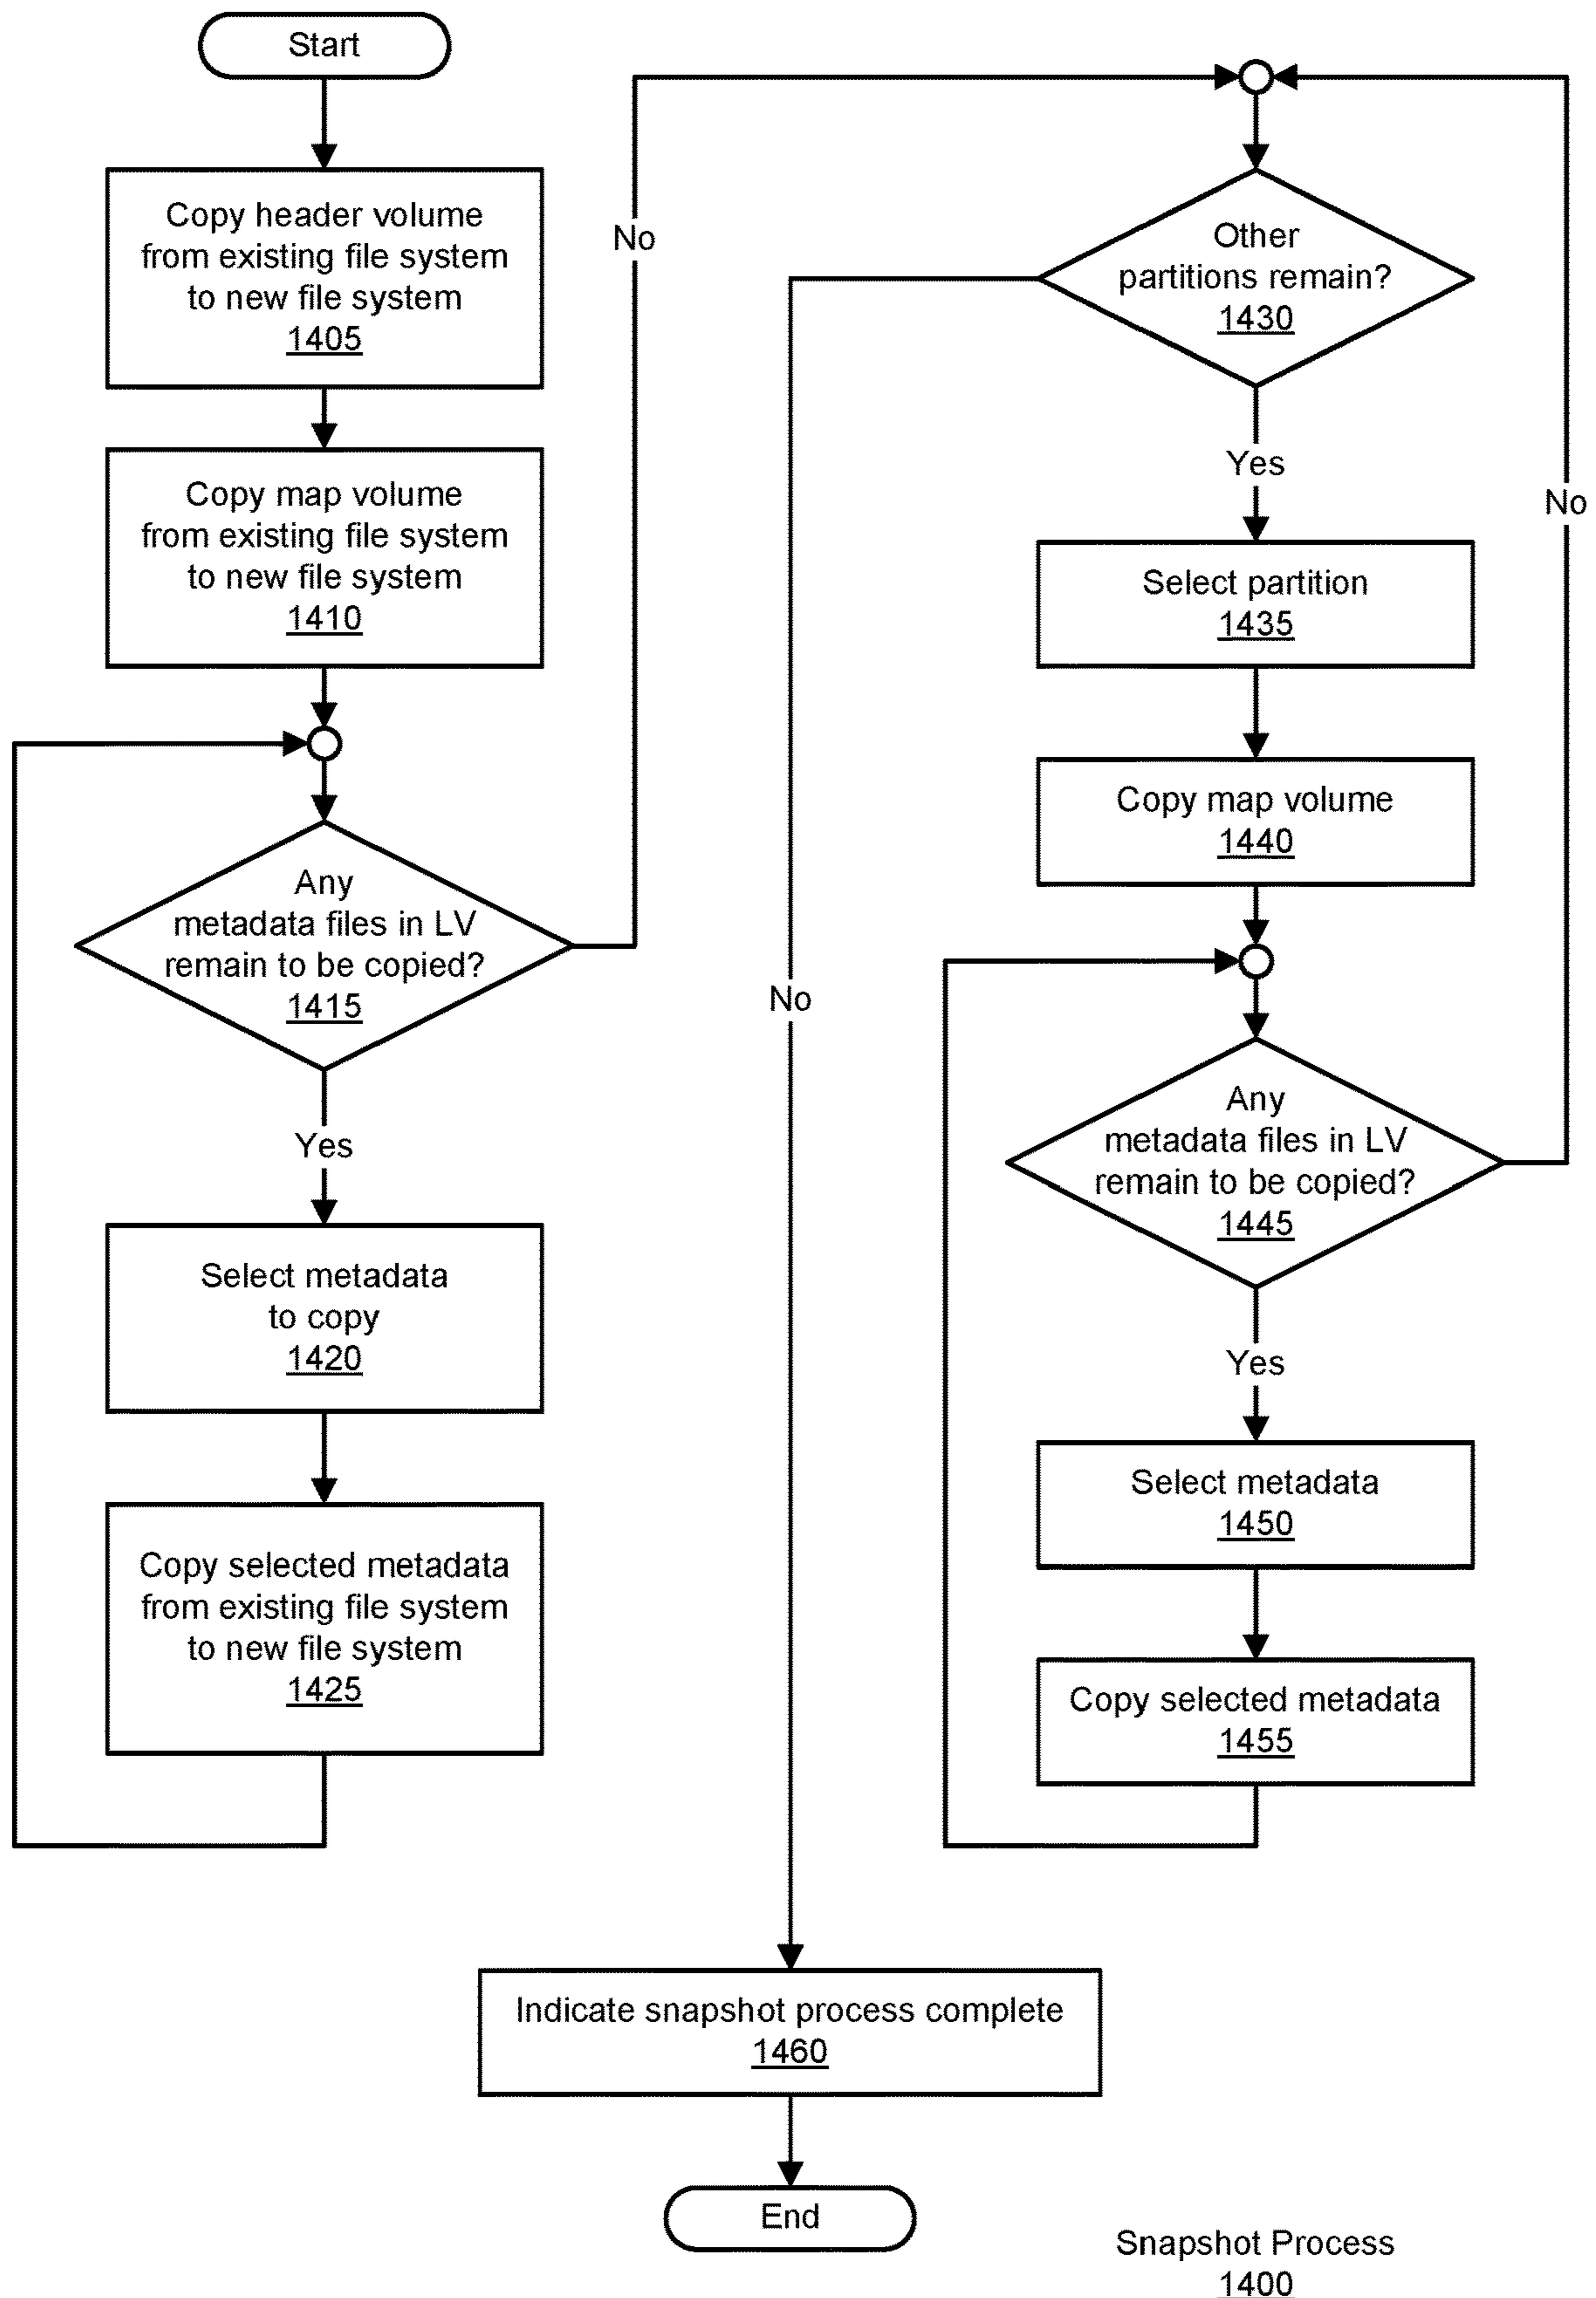 Start
Copy header volume
from existing file system
to new file system
1405
Copy map volume
from existing file system
to new file system
1410
Any
metadata files in LV
remain to be copied?
1415
No
Yes
Select metadata
to copy
1420
Copy selected metadata
from existing file system
to new file system
1425
Other
partitions remain?
1430
No
Yes
Select partition
1435
Copy map volume
1440
Any
metadata files in LV
remain to be copied?
1445
No
Yes
Select metadata
1450
Copy selected metadata
1455
Indicate snapshot process complete
1460
End
Snapshot Process
1400